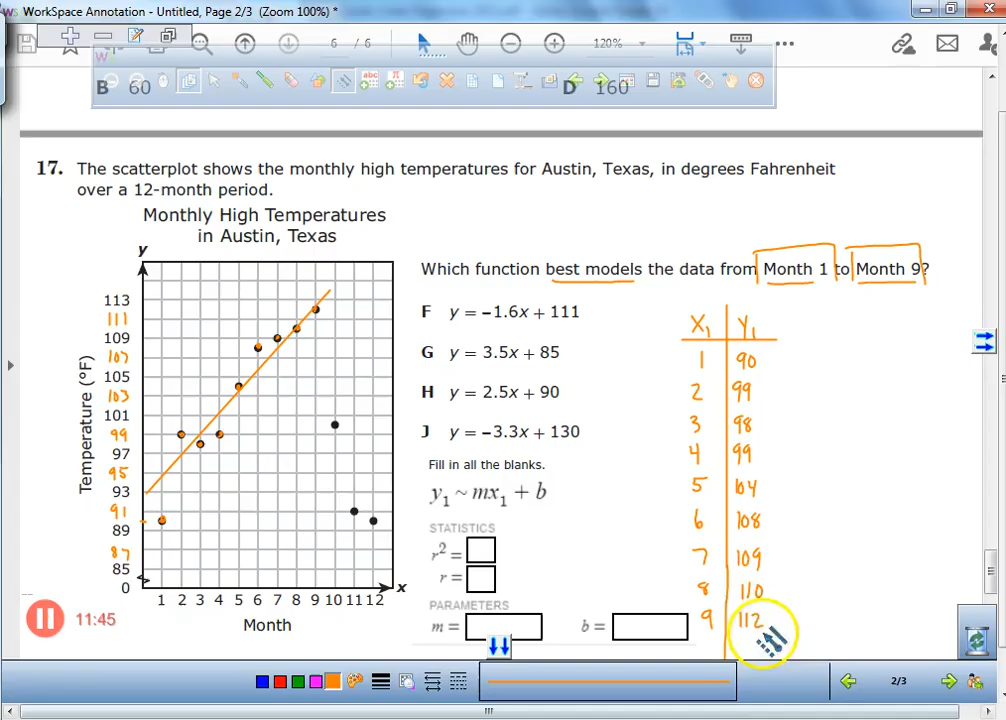 WorkSpace Annotation - Untitled, Page 2/3 (Zoom 100%) *
6 / 6
120%
B 60
D 160
17. The scatterplot shows the monthly high temperatures for Austin, Texas, in degrees Fahrenheit
over a 12-month period.
Monthly High Temperatures
in Austin, Texas
y
113
111
109
107
105
103
101
99
97
95
93
91
89
87
85
0
Temperature (°F)
1 2 3 4 5 6 7 8 9 10 11 12
x
Month
Which function best models the data from Month 1 to Month 9?
F y = −1.6x + 111
G y = 3.5x + 85
H y = 2.5x + 90
J y = −3.3x + 130
Fill in all the blanks.
y₁ ~ mx₁ + b
STATISTICS
r² =
r =
PARAMETERS
m =
b =
X₁ Y₁
1 90
2 99
3 98
4 99
5 104
6 108
7 109
8 110
9 112
11:45
2/3